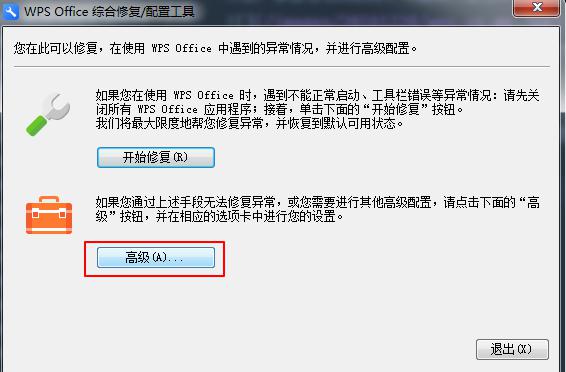 WPS Office 综合修复/配置工具
您在此可以修复，在使用 WPS Office 中遇到的异常情况，并进行高级配置。
如果您在使用 WPS Office 时，遇到不能正常启动、工具栏错误等异常情况：请先关
闭所有 WPS Office 应用程序；接着，单击下面的“开始修复”按钮。
我们将最大限度地帮您修复异常，并恢复到默认可用状态。
开始修复(R)
如果您通过上述手段无法修复异常，或您需要进行其他高级配置，请点击下面的“高
级”按钮，并在相应的选项卡中进行您的设置。
高级(A)...
退出(X)